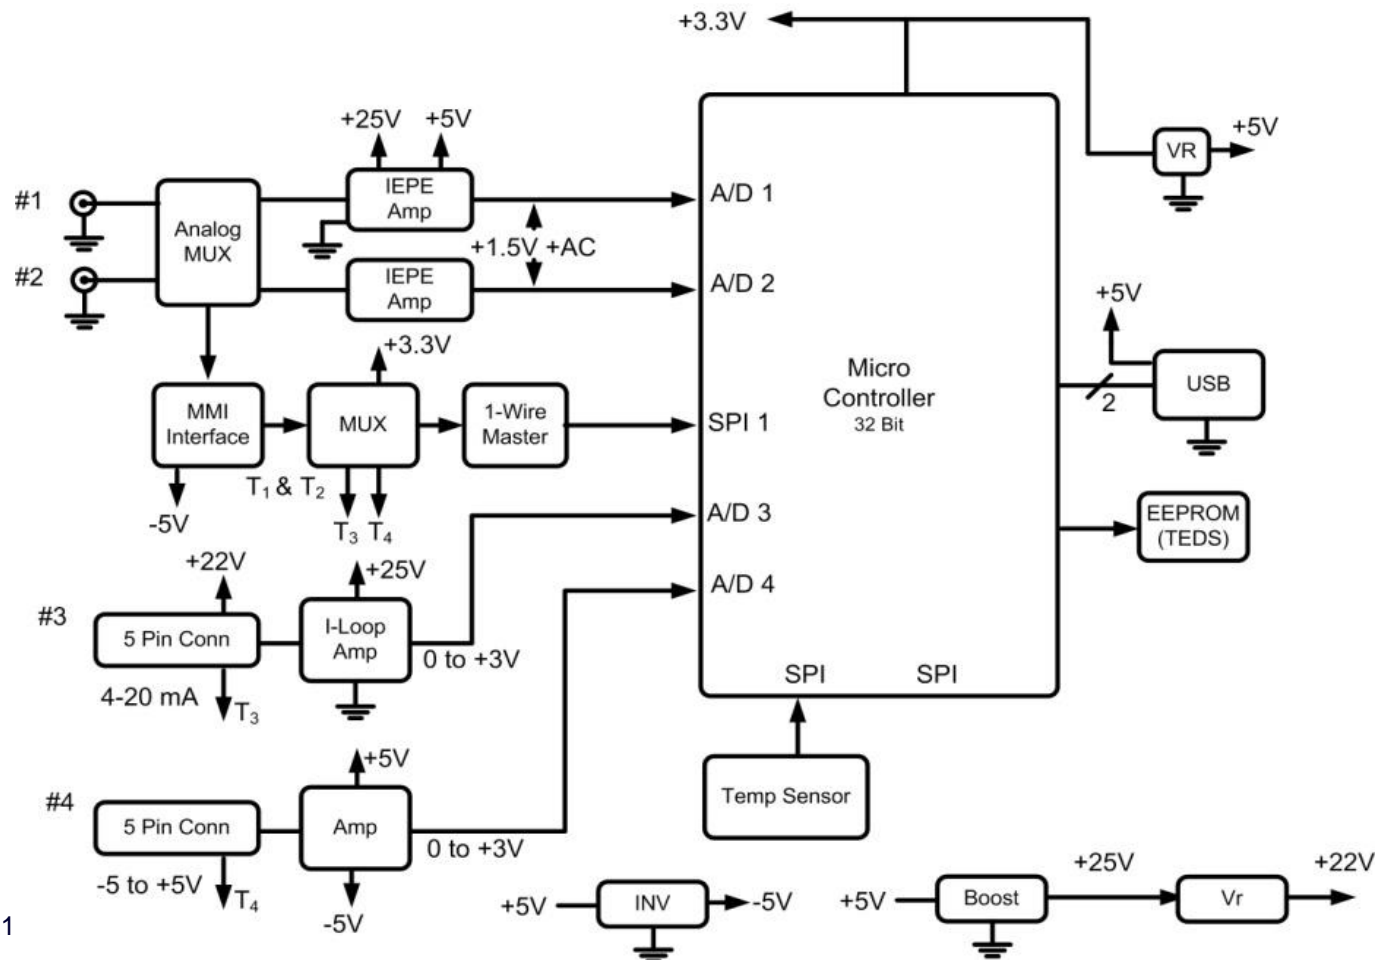 +3.3V
+25V
+5V
VR
+5V
#1
Analog
MUX
IEPE
Amp
A/D 1
+1.5V +AC
#2
IEPE
Amp
A/D 2
+5V
+3.3V
Micro
Controller
32 Bit
USB
2
MMI
Interface
MUX
1-Wire
Master
SPI 1
T1 & T2
-5V
T3 T4
A/D 3
EEPROM
(TEDS)
+22V
+25V
A/D 4
#3
5 Pin Conn
I-Loop
Amp
0 to +3V
4-20 mA
T3
SPI
SPI
+5V
Temp Sensor
#4
5 Pin Conn
Amp
0 to +3V
-5 to +5V
T4
-5V
+5V
INV
-5V
+5V
Boost
+25V
Vr
+22V
1